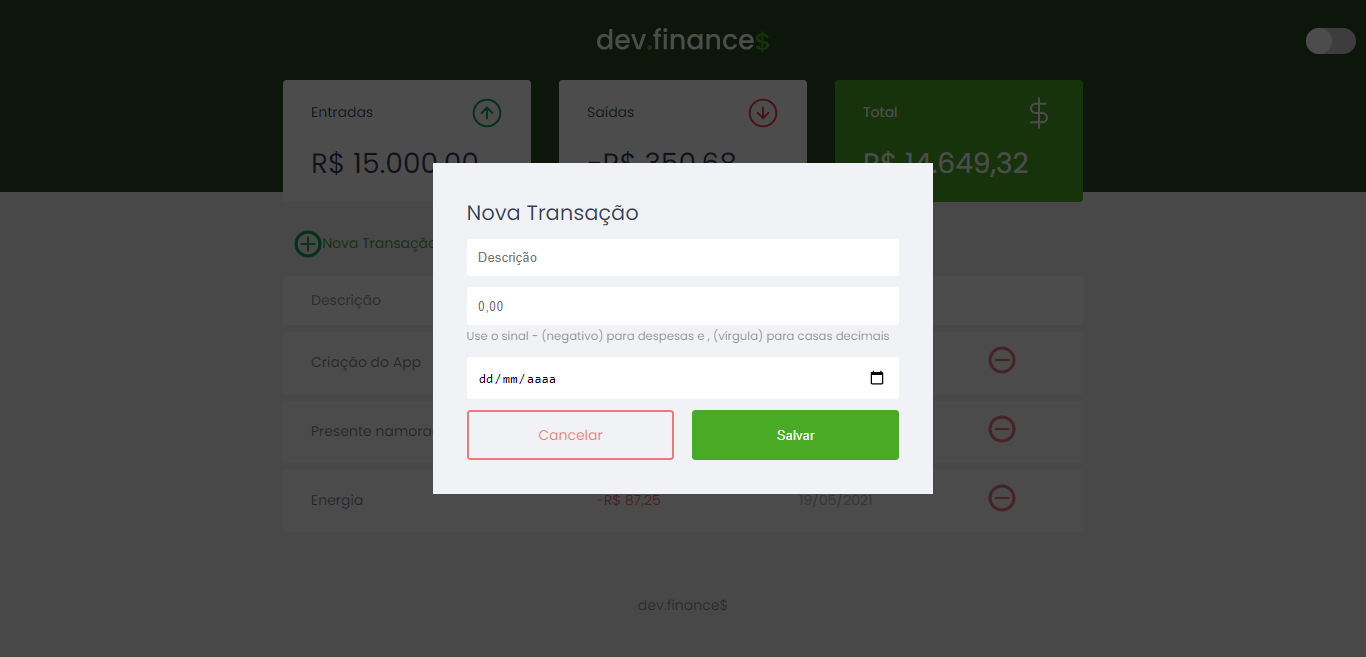 dev.finance$
Entradas
Saídas
Total
R$ 15.000,00
-R$ 350,68
R$ 14.649,32
Nova Transação
Descrição
Criação do App
Presente namora
Energia
-R$ 87,25
19/05/2021
Nova Transação
Descrição
0,00
Use o sinal - (negativo) para despesas e , (vírgula) para casas decimais
dd/mm/aaaa
Cancelar
Salvar
dev.finance$